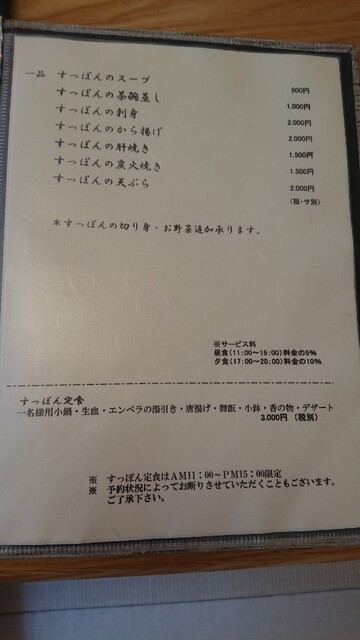 一品 すっぽんのスープ 800円
すっぽんの茶碗蒸し 1,000円
すっぽんの刺身 2,000円
すっぽんのから揚げ 2,000円
すっぽんの肝焼き 1,500円
すっぽんの炭火焼き 1,500円
すっぽんの天ぷら 2,000円
(税・サ別)
＊すっぽんの切り身、お野菜追加承ります。
※サービス料
昼食(11:00～15:00)料金の5%
夕食(17:00～20:00)料金の10%
すっぽん定食
一名様用小鍋・生血・エンペラの湯引き・唐揚げ・御飯・小鉢・香の物・デザート
3,000円 (税別)
※ すっぽん定食はAM11：00～PM15：00限定
※ 予約状況によってお断りさせていただくこともございます。
ご了承下さい。